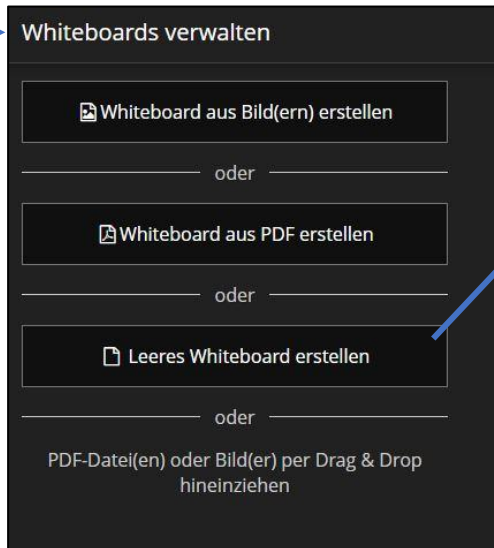 Whiteboards verwalten
Whiteboard aus Bild(ern) erstellen
oder
Whiteboard aus PDF erstellen
oder
Leeres Whiteboard erstellen
oder
PDF-Datei(en) oder Bild(er) per Drag & Drop
hineinziehen